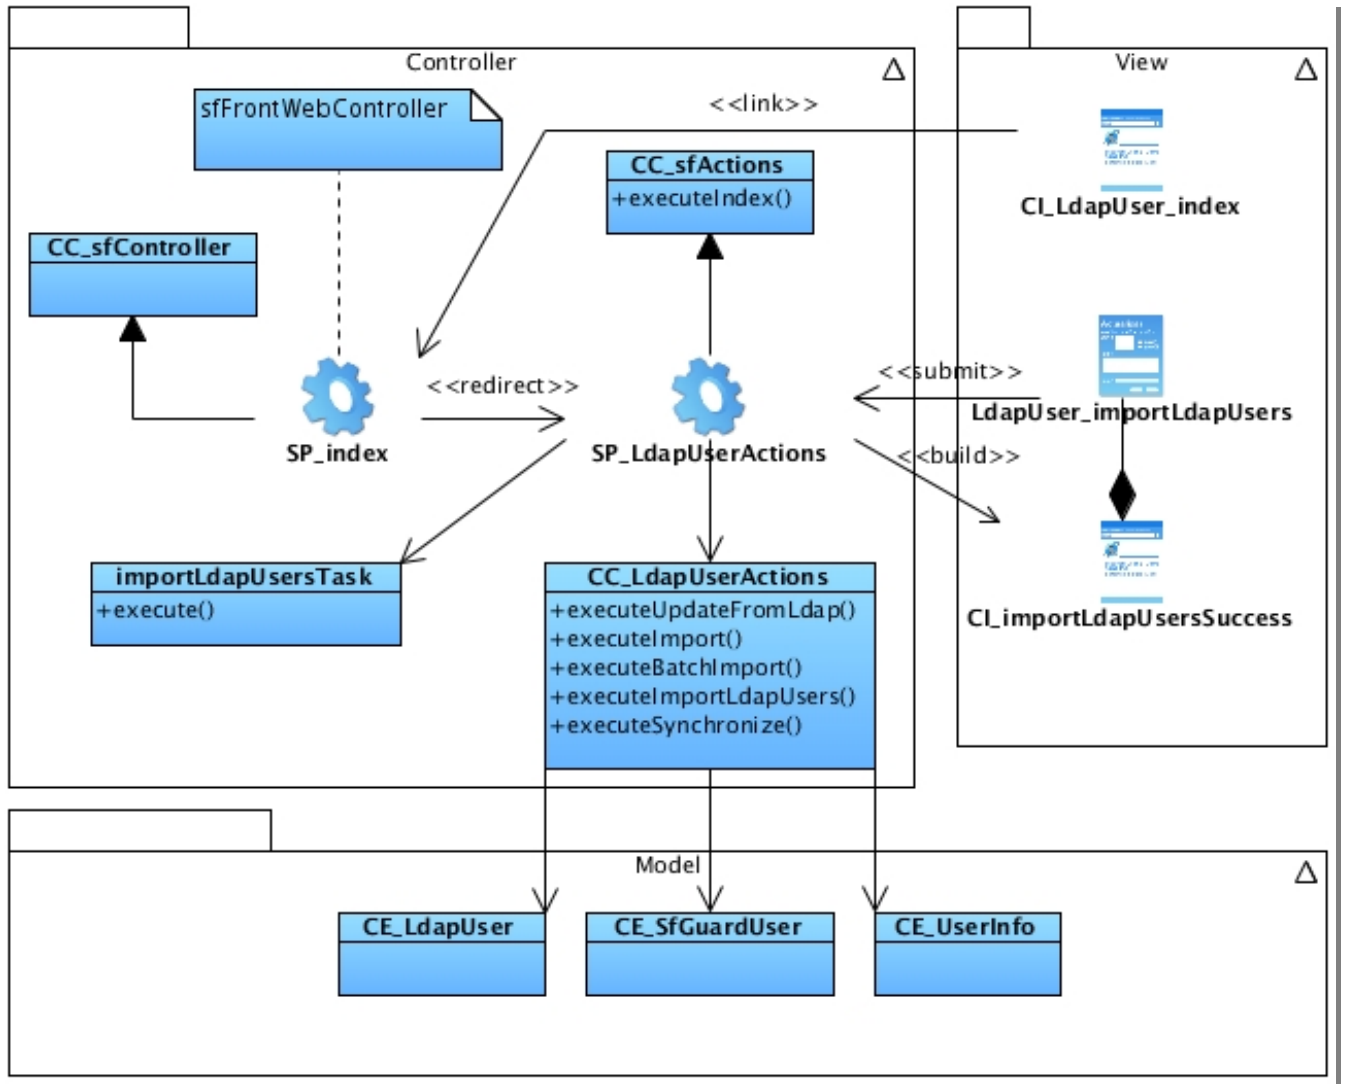 Controller
View
sfFrontWebController
<<link>>
CC_sfActions
+executeIndex()
CI_LdapUser_index
CC_sfController
<<redirect>>
<<submit>>
LdapUser_importLdapUsers
SP_index
SP_LdapUserActions
<<build>>
importLdapUsersTask
+execute()
CC_LdapUserActions
+executeUpdateFromLdap()
+executeImport()
+executeBatchImport()
+executeImportLdapUsers()
+executeSynchronize()
CI_importLdapUsersSuccess
Model
CE_LdapUser
CE_SfGuardUser
CE_UserInfo